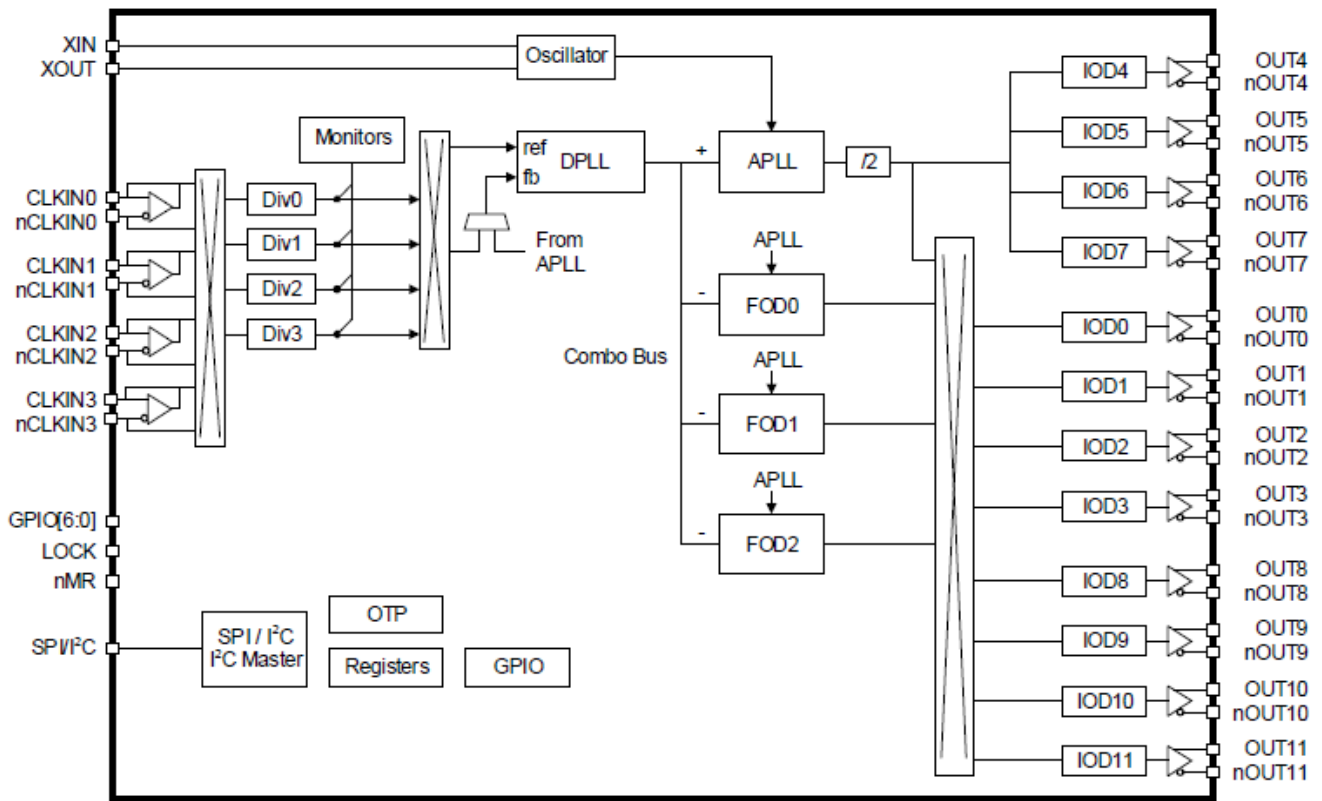 XIN
XOUT
Oscillator
IOD4
OUT4
nOUT4
Monitors
ref
fb
DPLL
+
APLL
/2
IOD5
OUT5
nOUT5
CLKIN0
nCLKIN0
Div0
IOD6
OUT6
nOUT6
Div1
From
APLL
APLL
IOD7
OUT7
nOUT7
CLKIN1
nCLKIN1
Div2
-
FOD0
CLKIN2
nCLKIN2
Div3
Combo Bus
IOD0
OUT0
nOUT0
APLL
CLKIN3
nCLKIN3
-
FOD1
IOD1
OUT1
nOUT1
IOD2
OUT2
nOUT2
APLL
GPIO[6:0]
LOCK
nMR
-
FOD2
IOD3
OUT3
nOUT3
IOD8
OUT8
nOUT8
SPI/I²C
SPI / I²C
I²C Master
OTP
Registers
GPIO
IOD9
OUT9
nOUT9
IOD10
OUT10
nOUT10
IOD11
OUT11
nOUT11